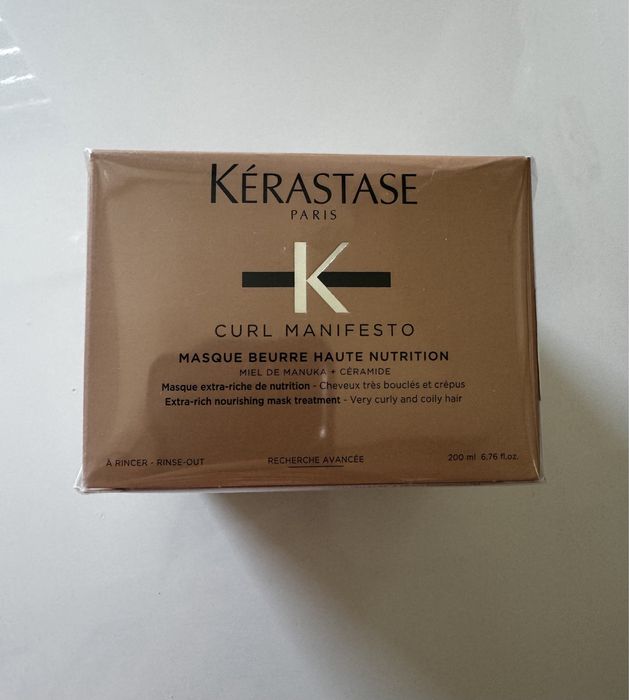 KÉRASTASE
PARIS
K
CURL MANIFESTO
MASQUE BEURRE HAUTE NUTRITION
MIEL DE MANUKA + CÉRAMIDE
Masque extra-riche de nutrition - Cheveux très bouclés et crépus
Extra-rich nourishing mask treatment - Very curly and coily hair
À RINCER - RINSE-OUT RECHERCHE AVANCÉE 200 ml 6.76 fl.oz.